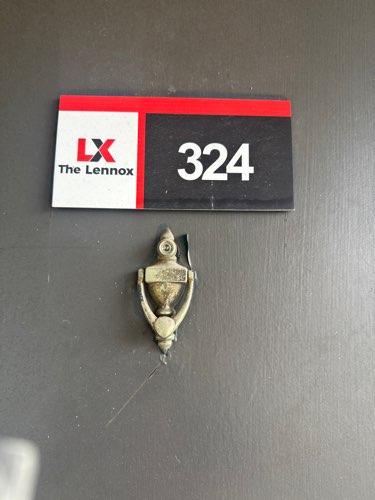 LX
The Lennox
324